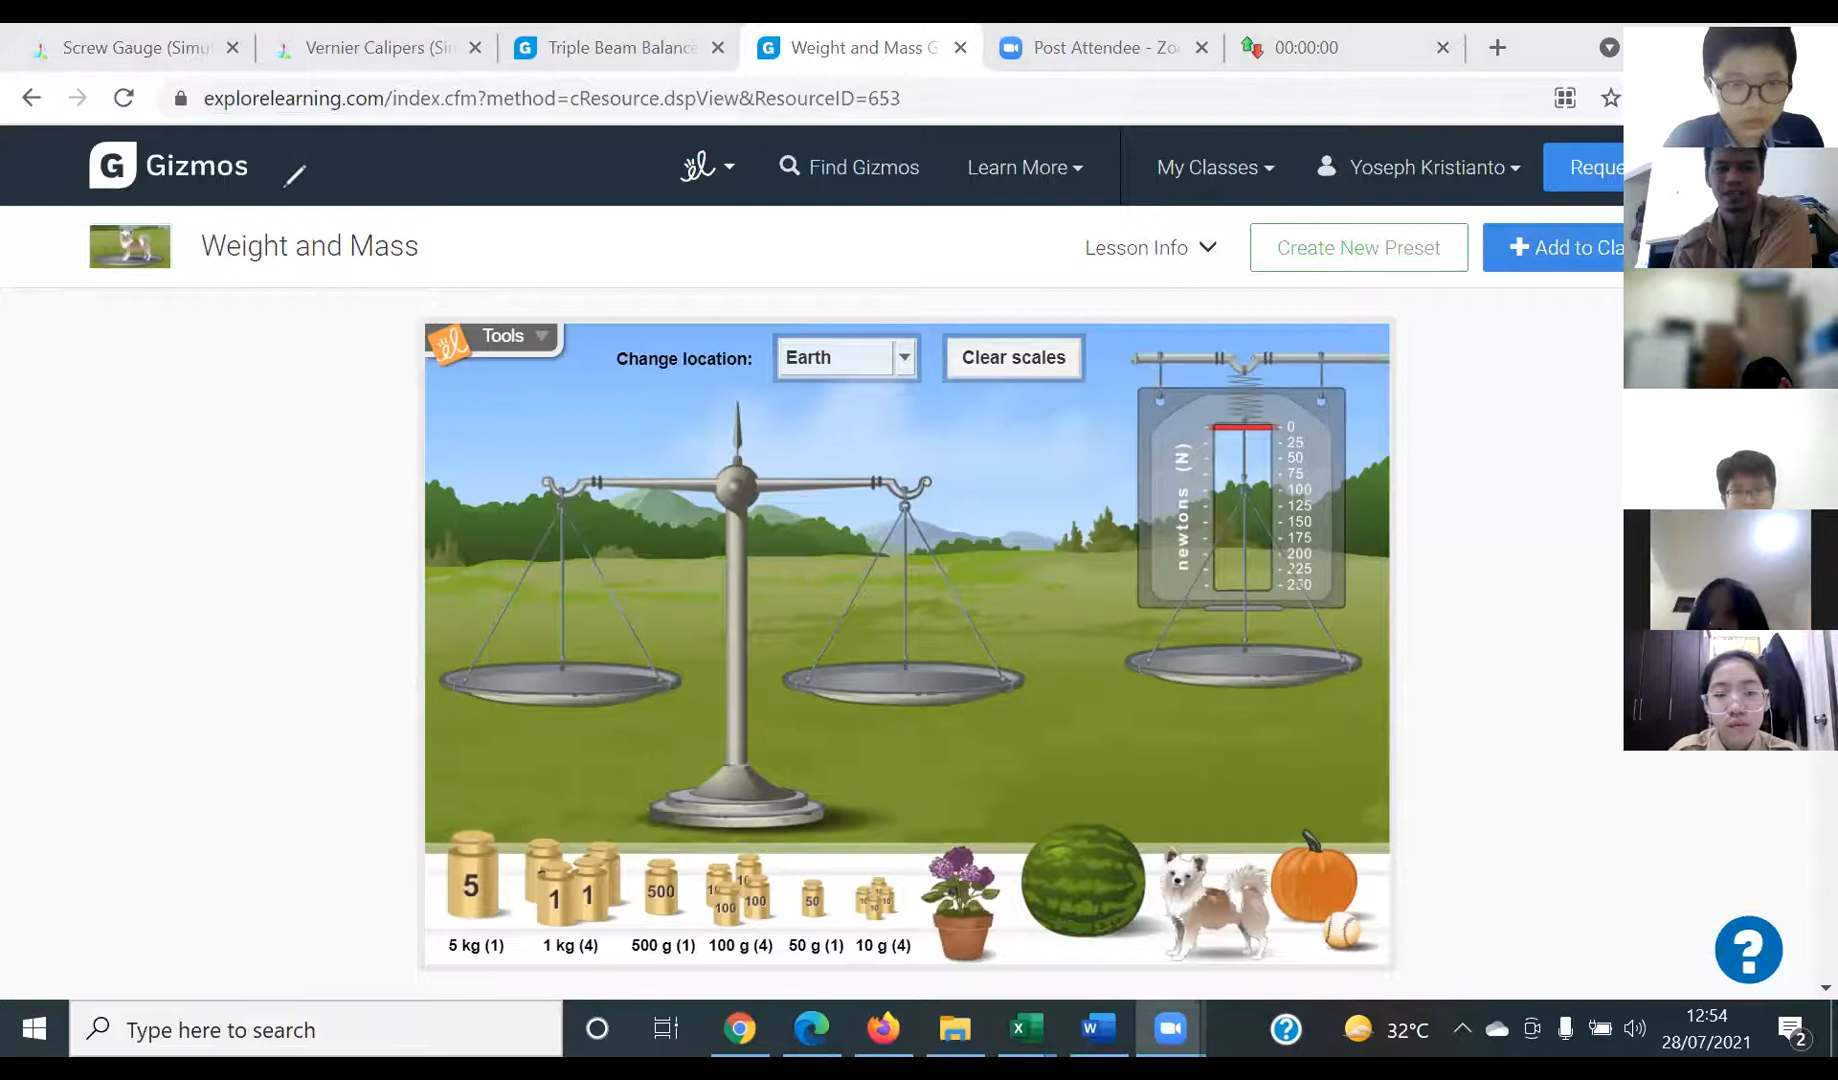 Screw Gauge (Simul
Vernier Calipers (Sir
G Triple Beam Balance
G Weight and Mass G
Post Attendee - Zo
00:00:00
explorelearning.com/index.cfm?method=cResource.dspView&ResourceID=653
G Gizmos
Find Gizmos
Learn More
My Classes
Yoseph Kristianto
Reque
Weight and Mass
Lesson Info
Create New Preset
Add to Cla
Tools
Change location:
Earth
Clear scales
newtons (N)
0
25
50
75
100
125
150
175
200
225
250
5
1 1
500
100 100
50
10
5 kg (1)
1 kg (4)
500 g (1)
100 g (4)
50 g (1)
10 g (4)
?
Type here to search
32°C
12:54
28/07/2021
2